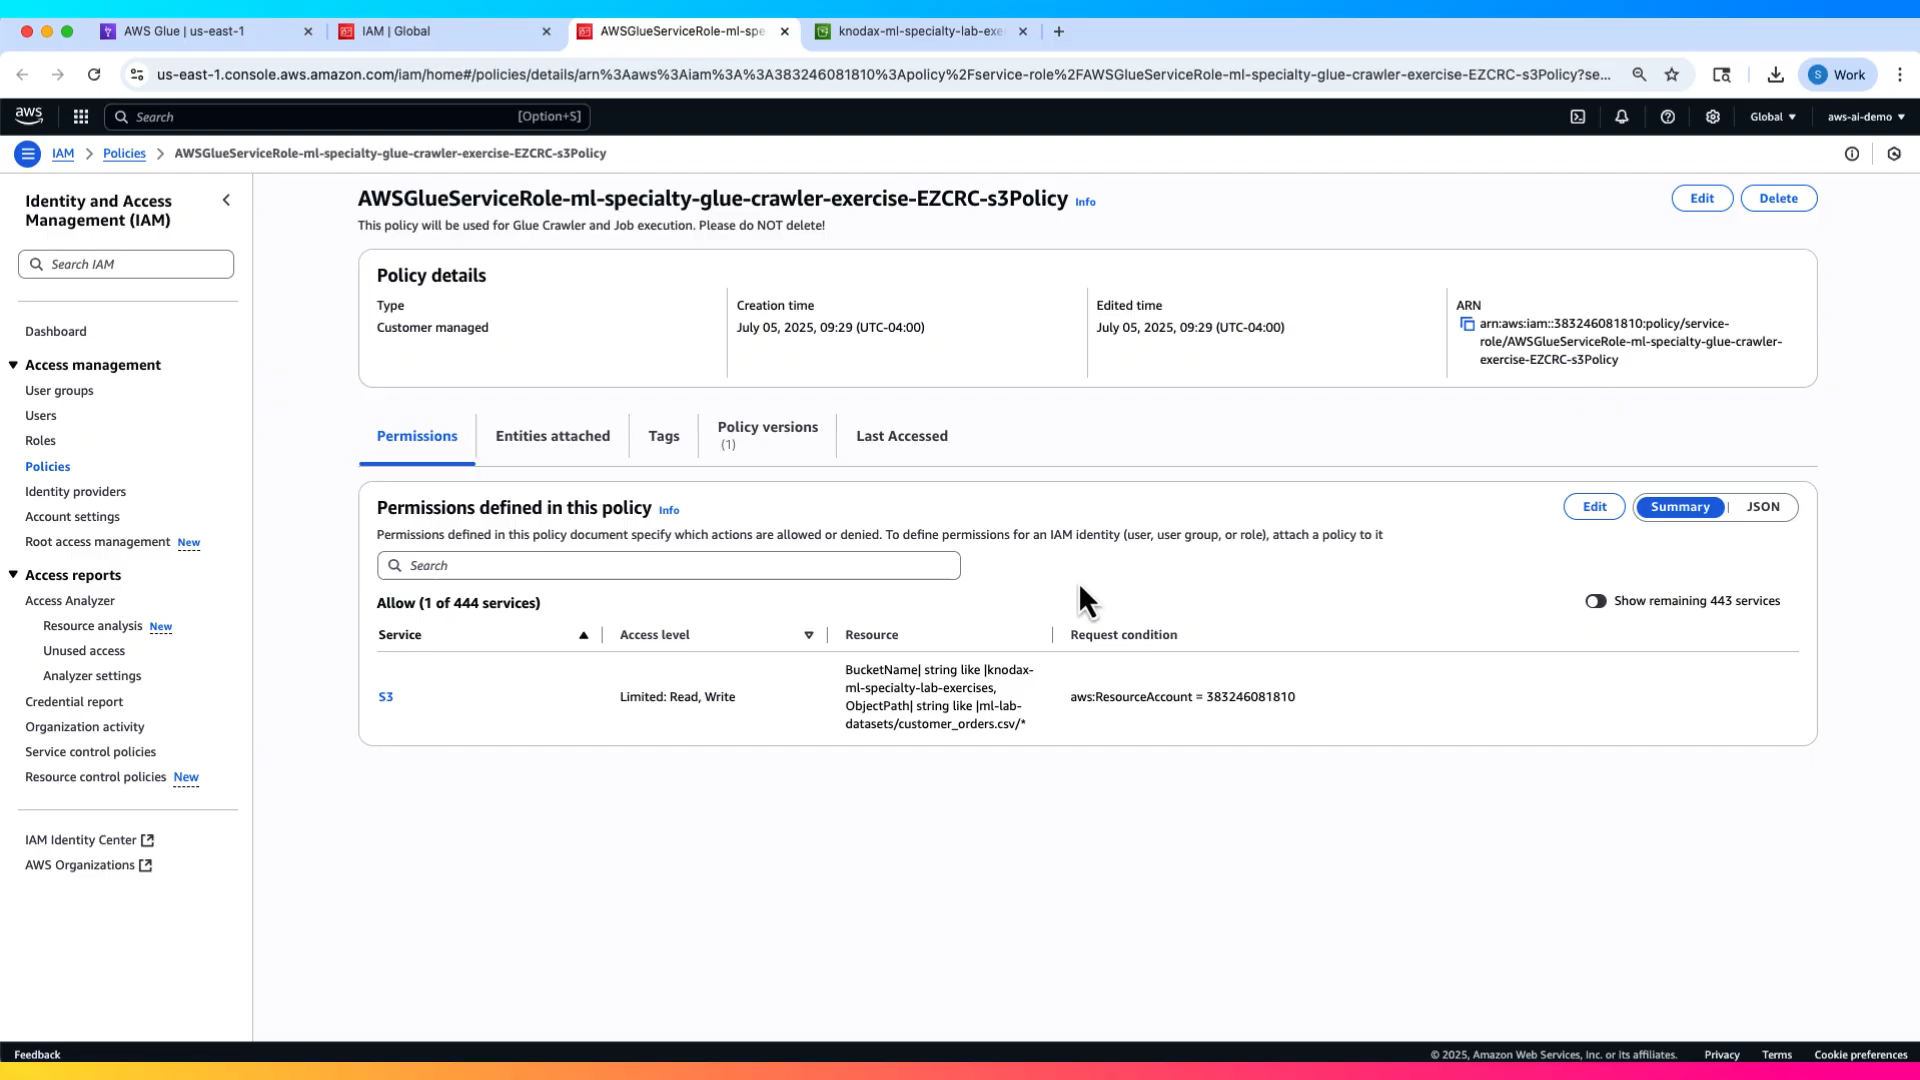 AWS Glue | us-east-1
IAM | Global
AWSGlueServiceRole-ml-spe
knodax-ml-specialty-lab-exe
us-east-1.console.aws.amazon.com/iam/home#/policies/details/arn%3Aaws%3Aiam%3A%3A383246081810%3Apolicy%2Fservice-role%2FAWSGlueServiceRole-ml-specialty-glue-crawler-exercise-EZCRC-s3Policy?se...
S Work
aws
Search [Option+S]
Global
aws-ai-demo
IAM > Policies > AWSGlueServiceRole-ml-specialty-glue-crawler-exercise-EZCRC-s3Policy
Identity and Access
Management (IAM)
Search IAM
Dashboard
Access management
User groups
Users
Roles
Policies
Identity providers
Account settings
Root access management New
Access reports
Access Analyzer
Resource analysis New
Unused access
Analyzer settings
Credential report
Organization activity
Service control policies
Resource control policies New
IAM Identity Center
AWS Organizations
AWSGlueServiceRole-ml-specialty-glue-crawler-exercise-EZCRC-s3Policy Info
Edit
Delete
This policy will be used for Glue Crawler and Job execution. Please do NOT delete!
Policy details
Type
Customer managed
Creation time
July 05, 2025, 09:29 (UTC-04:00)
Edited time
July 05, 2025, 09:29 (UTC-04:00)
ARN
arn:aws:iam::383246081810:policy/service-
role/AWSGlueServiceRole-ml-specialty-glue-crawler-
exercise-EZCRC-s3Policy
Permissions
Entities attached
Tags
Policy versions
(1)
Last Accessed
Permissions defined in this policy Info
Edit
Summary
JSON
Permissions defined in this policy document specify which actions are allowed or denied. To define permissions for an IAM identity (user, user group, or role), attach a policy to it
Search
Allow (1 of 444 services)
Show remaining 443 services
Service
Access level
Resource
Request condition
S3
Limited: Read, Write
BucketName| string like |knodax-
ml-specialty-lab-exercises,
ObjectPath| string like |ml-lab-
datasets/customer_orders.csv/*
aws:ResourceAccount = 383246081810
Feedback
© 2025, Amazon Web Services, Inc. or its affiliates.
Privacy
Terms
Cookie preferences